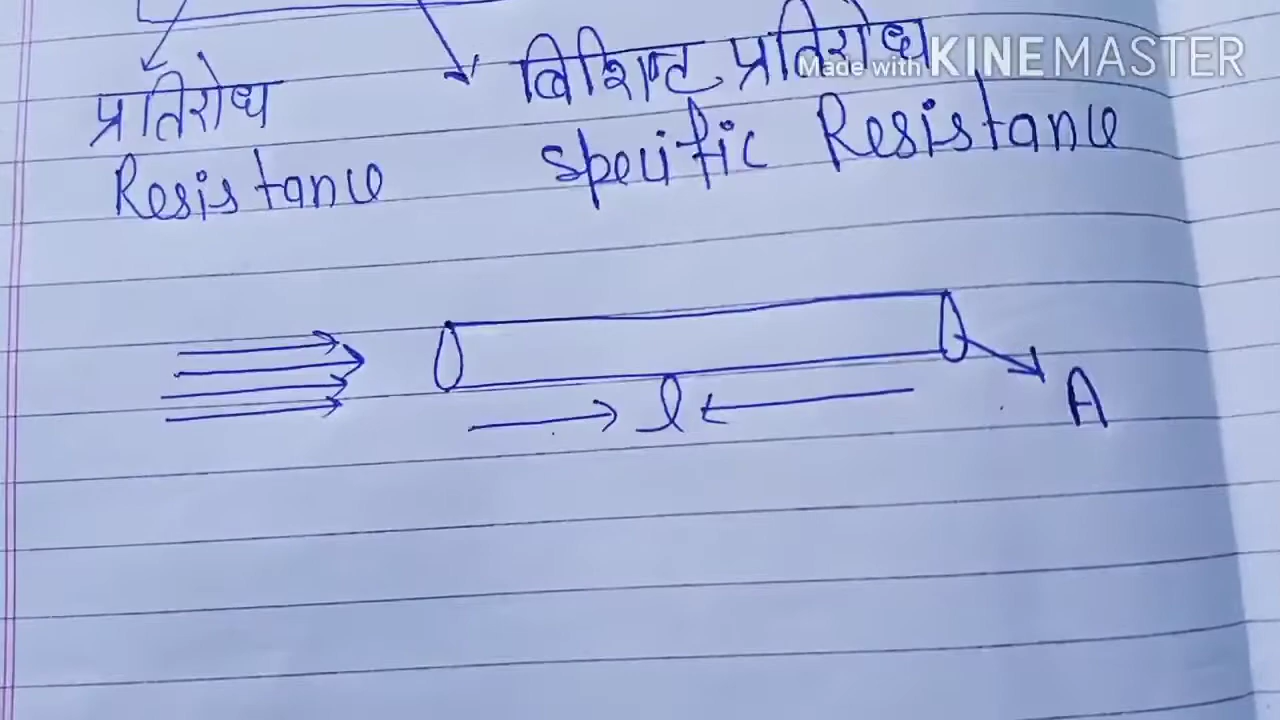 विशिष्ट प्रतिरोध
Made with KINEMASTER
प्रतिरोध
specific Resistance
Resistance
l
A